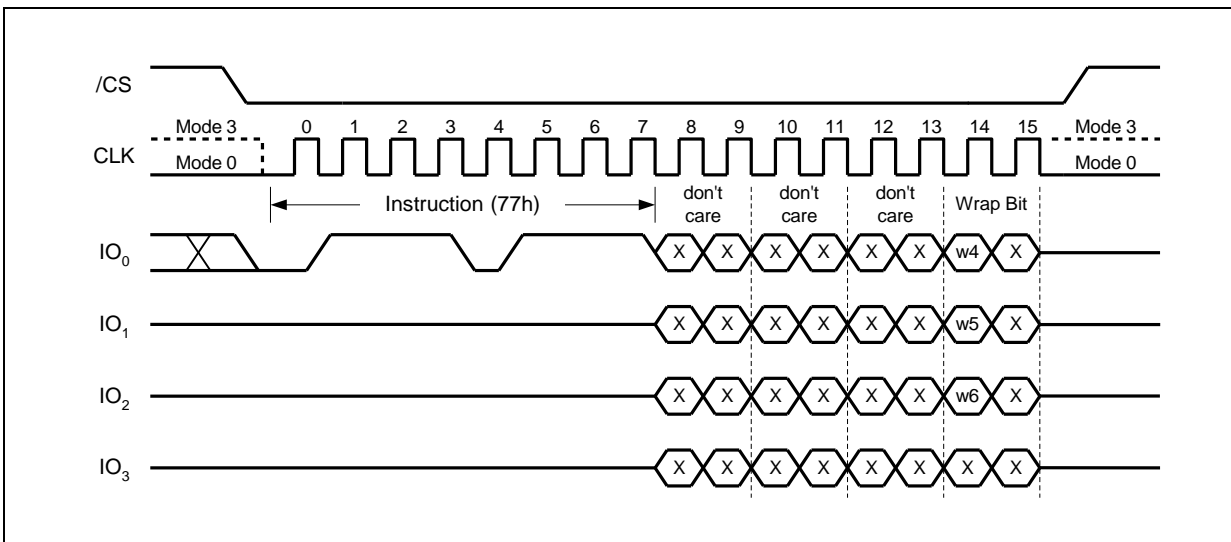 /CS
Mode 3 0 1 2 3 4 5 6 7 8 9 10 11 12 13 14 15 Mode 3
CLK Mode 0 Mode 0
Instruction (77h) don't care don't care don't care Wrap Bit
IO0 X X X X X X w4 X
IO1 X X X X X X w5 X
IO2 X X X X X X w6 X
IO3 X X X X X X X X